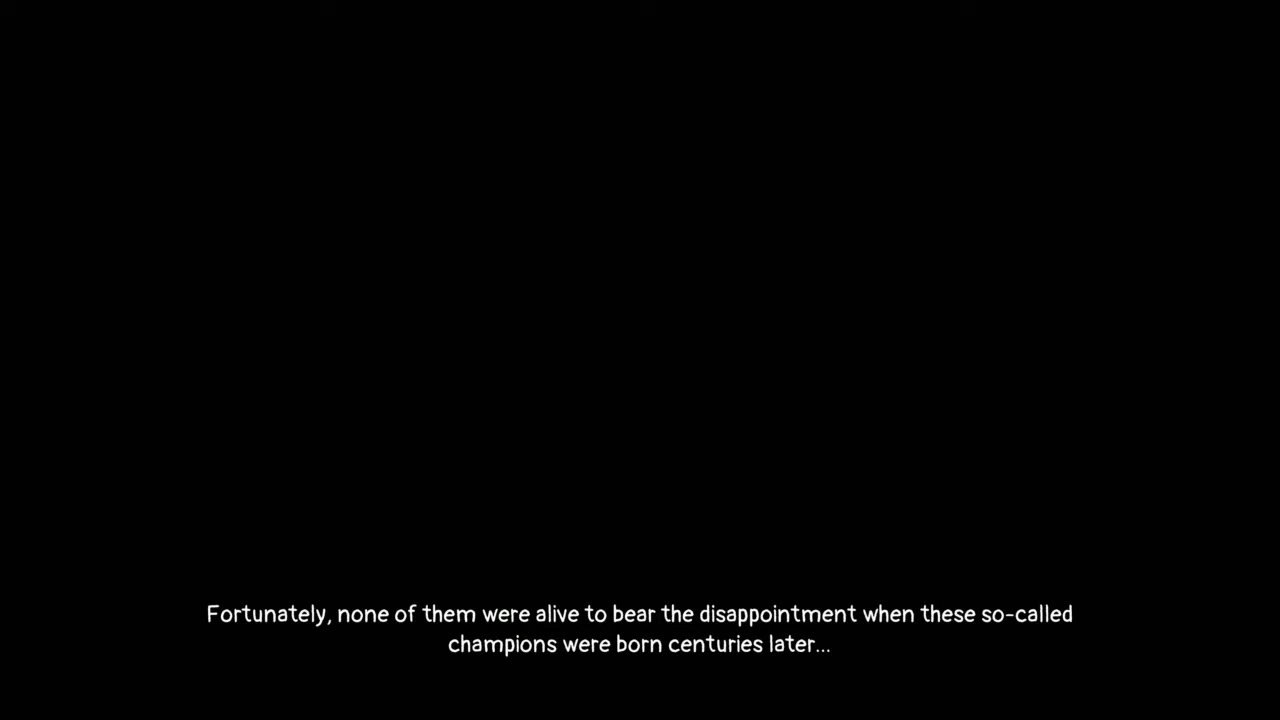 Fortunately, none of them were alive to bear the disappointment when these so-called
champions were born centuries later...